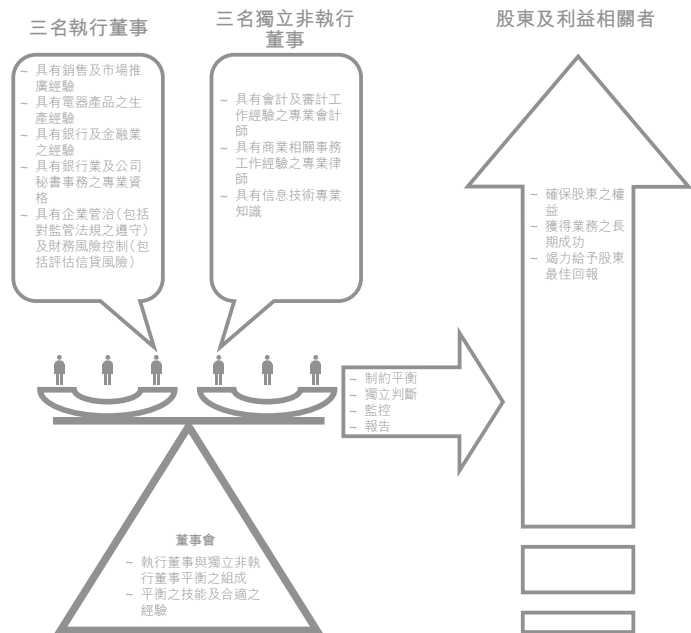 三名執行董事
~ 具有銷售及市場推
廣經驗
~ 具有電器產品之生
產經驗
~ 具有銀行及金融業
之經驗
~ 具有銀行業及公司
秘書事務之專業資
格
~ 具有企業管治(包括
對監管法規之遵守)
及財務風險控制(包
括評估信貸風險)
三名獨立非執行
董事
~ 具有會計及審計工
作經驗之專業會計
師
~ 具有商業相關事務
工作經驗之專業律
師
~ 具有信息技術專業
知識
股東及利益相關者
~ 確保股東之權
益
~ 獲得業務之長
期成功
~ 竭力給予股東
最佳回報
~ 制約平衡
~ 獨立判斷
~ 監控
~ 報告
董事會
~ 執行董事與獨立非執
行董事平衡之組成
~ 平衡之技能及合適之
經驗